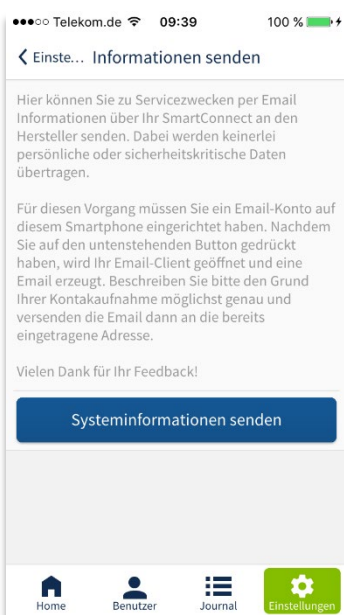 Telekom.de 09:39 100 %
Einste... Informationen senden
Hier können Sie zu Servicezwecken per Email
Informationen über Ihr SmartConnect an den
Hersteller senden. Dabei werden keinerlei
persönliche oder sicherheitskritische Daten
übertragen.
Für diesen Vorgang müssen Sie ein Email-Konto auf
diesem Smartphone eingerichtet haben. Nachdem
Sie auf den untenstehenden Button gedrückt
haben, wird Ihr Email-Client geöffnet und eine
Email erzeugt. Beschreiben Sie bitte den Grund
Ihrer Kontakaufnahme möglichst genau und
versenden die Email dann an die bereits
eingetragene Adresse.
Vielen Dank für Ihr Feedback!
Systeminformationen senden
Home Benutzer Journal Einstellungen